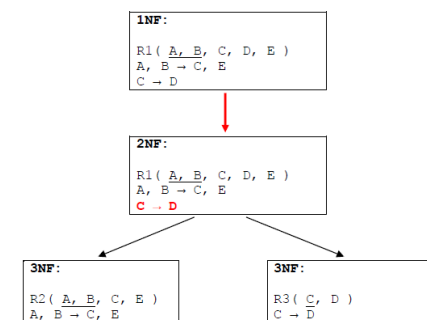 1NF:
R1( A, B, C, D, E )
A, B → C, E
C → D
2NF:
R1( A, B, C, D, E )
A, B → C, E
C → D
3NF:
R2( A, B, C, E )
A, B → C, E
3NF:
R3( C, D )
C → D